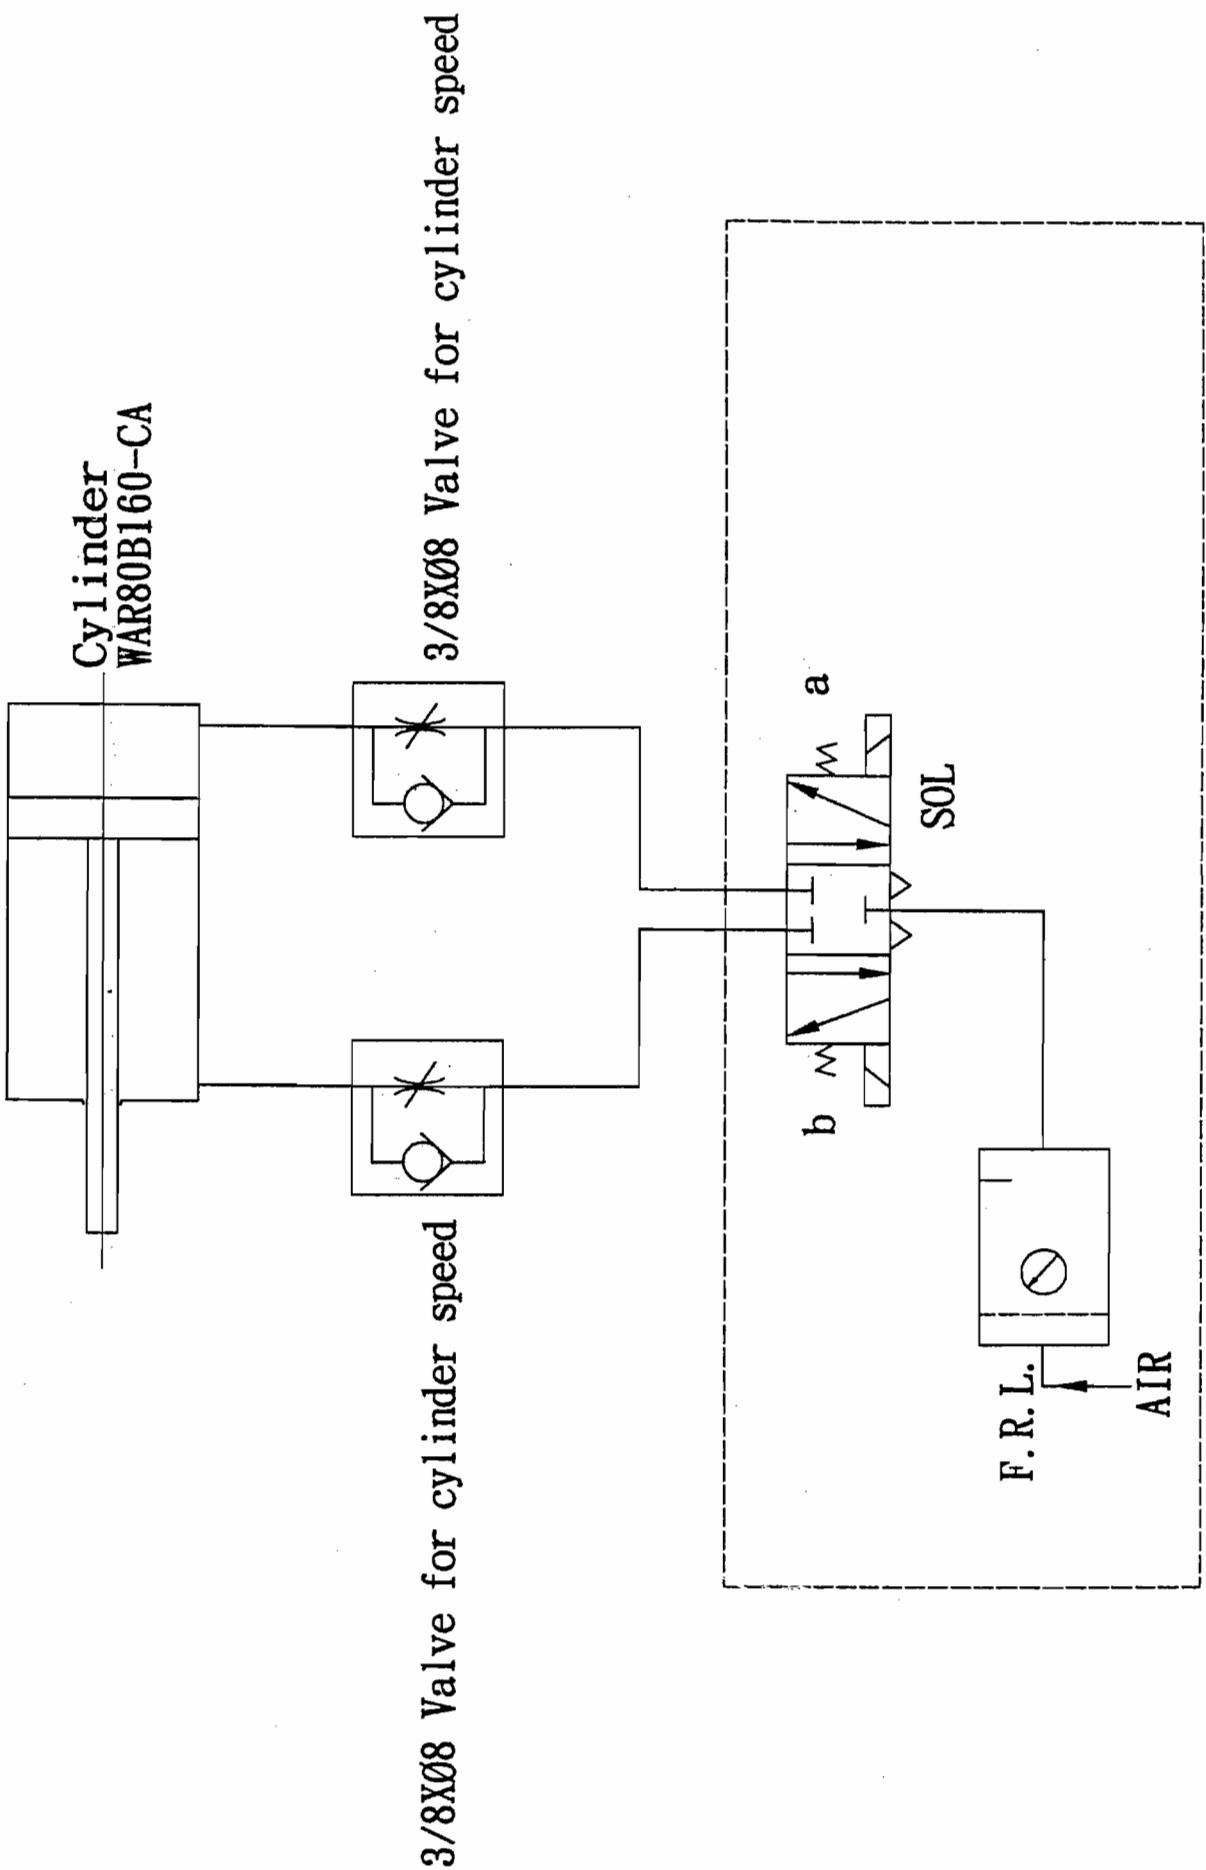 Cylinder
WAR80B160-CA
3/8XØ8 Valve for cylinder speed
3/8XØ8 Valve for cylinder speed
b
a
SOL
F.R.L.
AIR